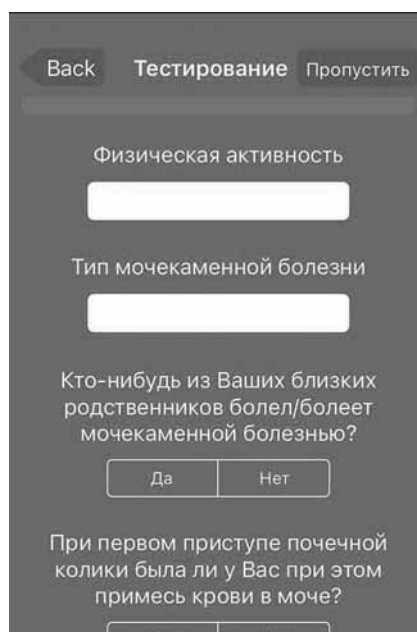 Back Тестирование Пропустить
Физическая активность
Тип мочекаменной болезни
Кто-нибудь из Ваших близких
родственников болел/болеет
мочекаменной болезнью?
Да Нет
При первом приступе почечной
колики была ли у Вас при этом
примесь крови в моче?